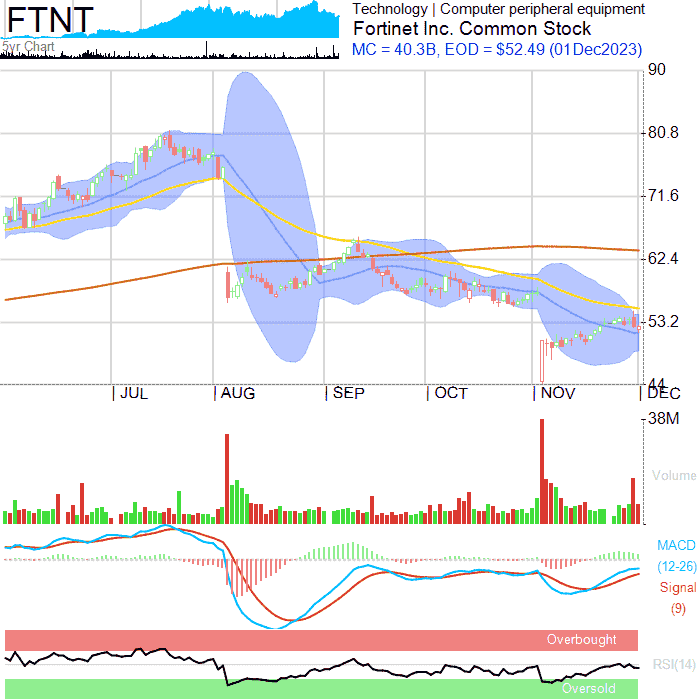 FTNT
5yr Chart
Technology | Computer peripheral equipment
Fortinet Inc. Common Stock
MC = 40.3B, EOD = $52.49 (01Dec2023)
90
80.8
71.6
62.4
53.2
44
| JUL | AUG | SEP | OCT | NOV | DEC
38M
Volume
MACD
(12-26)
Signal
(9)
Overbought
RSI(14)
Oversold